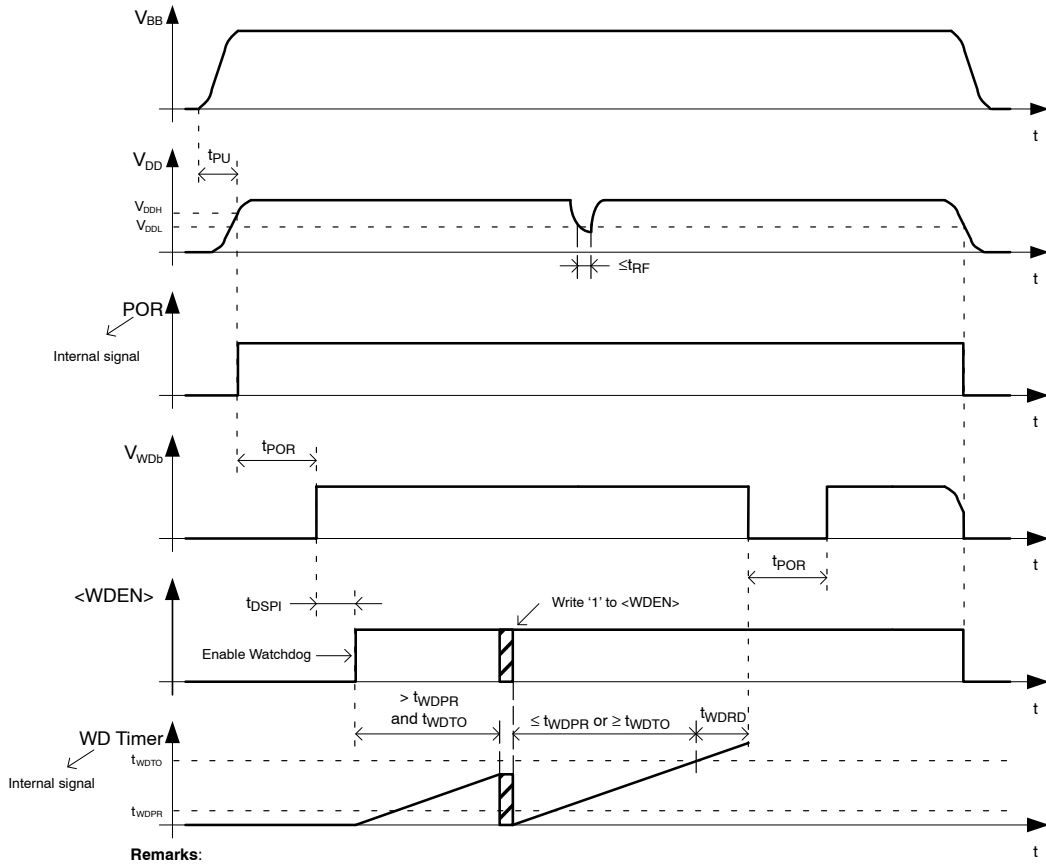 VBB
t
tPU
VDD
VDDH
VDDL
t
≤tRF
POR
Internal signal
t
tPOR
VWDb
t
tPOR
<WDEN>
tDSPI
Write ‘1’ to <WDEN>
Enable Watchdog
t
> tWDPR
and tWDTO
≤ tWDPR or ≥ tWDTO
tWDRD
WD Timer
tWDTO
Internal signal
tWDPR
t
Remarks: